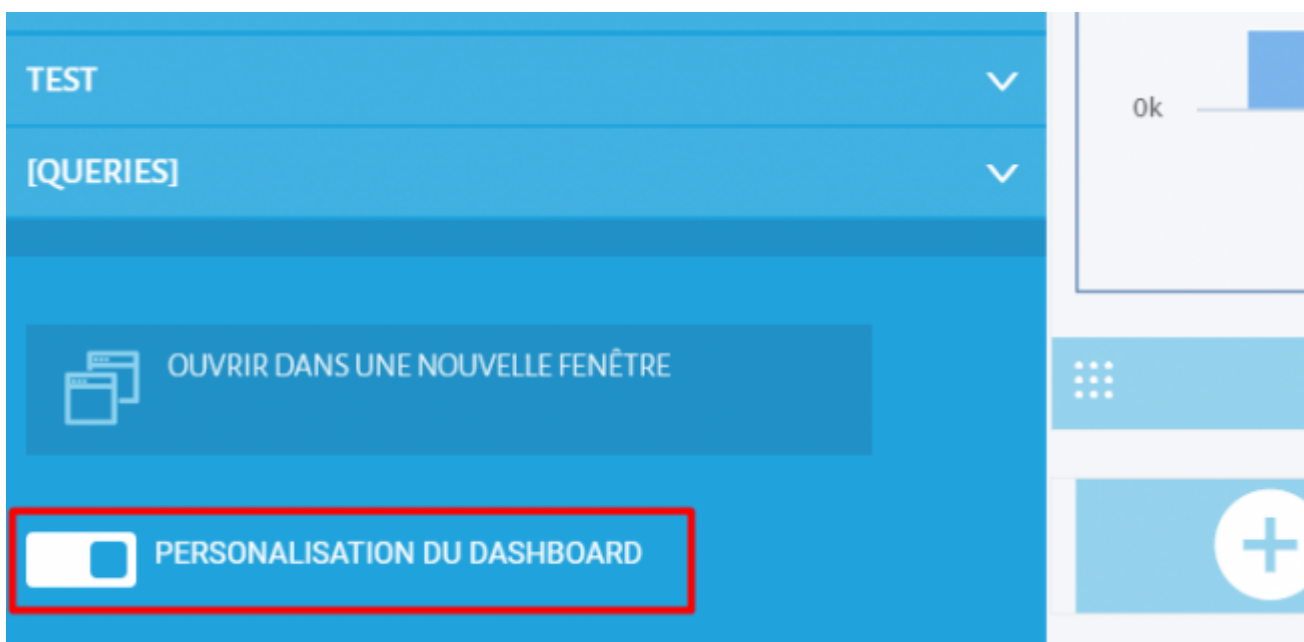 TEST
0k
[QUERIES]
OUVRIR DANS UNE NOUVELLE FENÊTRE
PERSONALISATION DU DASHBOARD